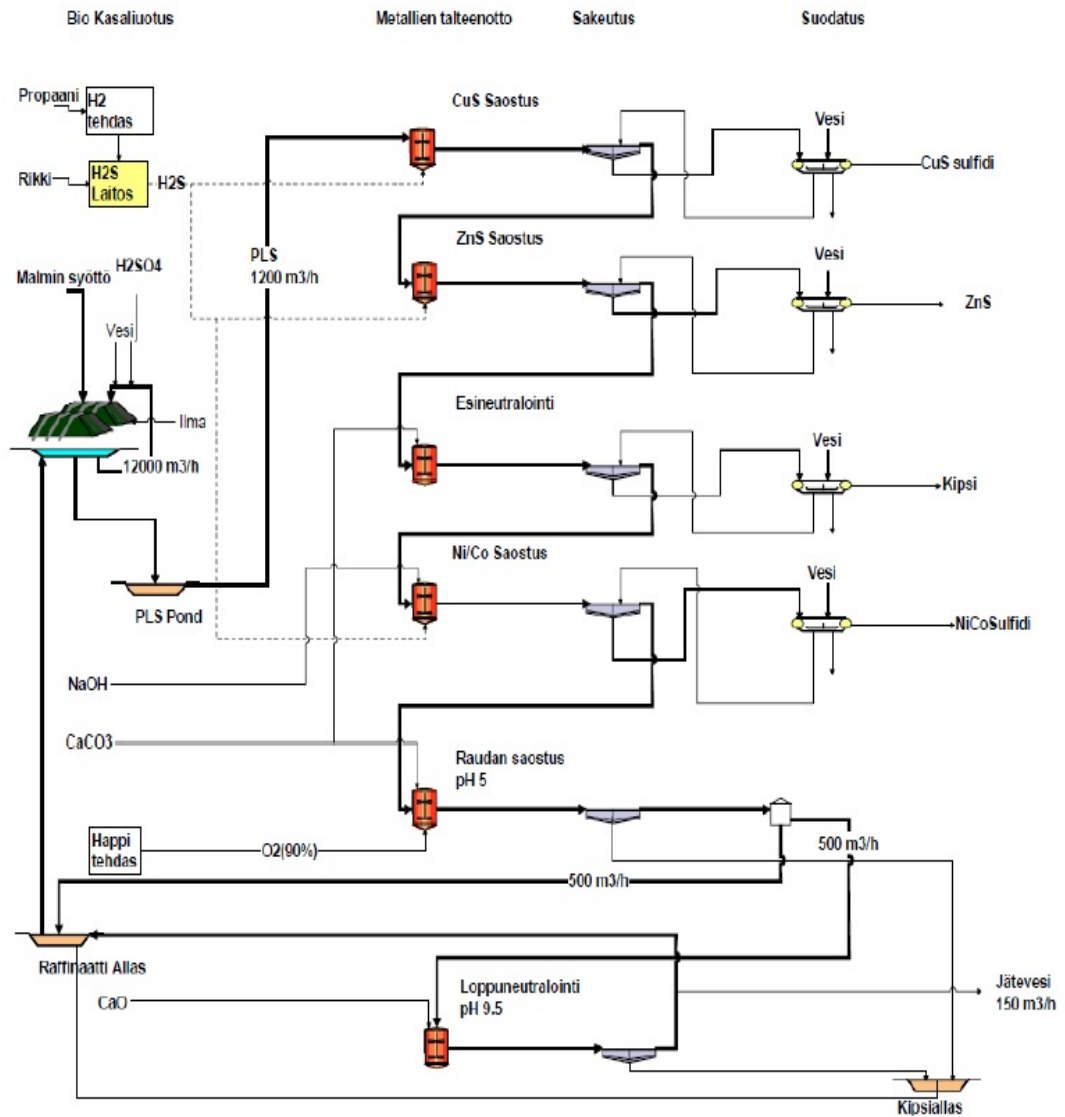 Bio Kasaliuotus
Metallien talteenotto
Sakeutus
Suodatus
Propaani
H2
tehdas
CuS Saostus
Vesi
Rikki
H2S
Laitos
H2S
CuS sulfidi
PLS
1200 m3/h
ZnS Saostus
Vesi
Malmin syöttö
H2SO4
ZnS
Vesi
Ilma
Esineutralointi
Vesi
12000 m3/h
Kipsi
Ni/Co Saostus
Vesi
PLS Pond
NiCoSulfidi
NaOH
CaCO3
Raudan saostus
pH 5
Happi
tehdas
O2(90%)
500 m3/h
500 m3/h
Raffinaatti Allas
CaO
Loppuneutralointi
pH 9.5
Jätevesi
150 m3/h
Kipsiallas